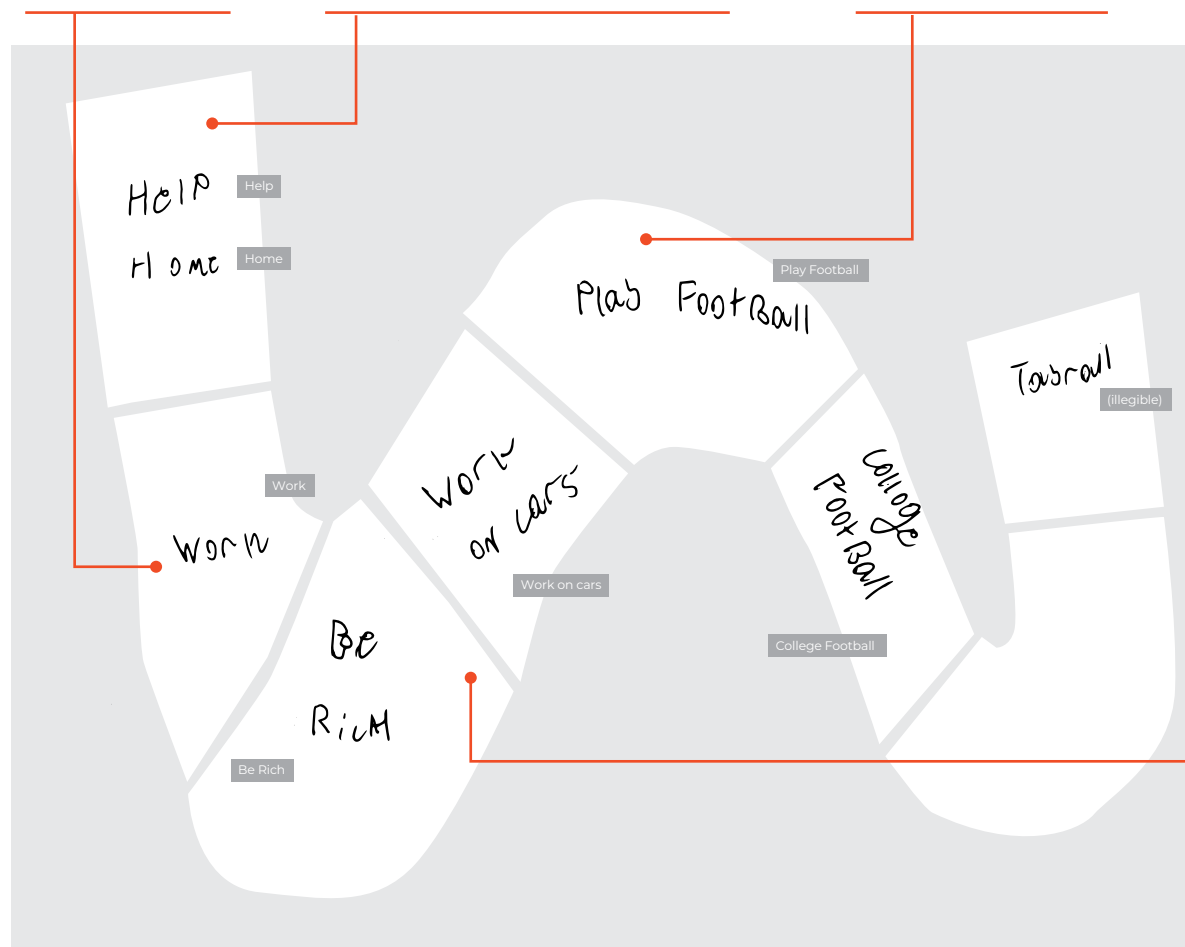 HelP
Help
Home
Home
Work
Work
Be
RicH
Be Rich
Work
on cars
Work on cars
Play Football
Play FootBall
College
FootBall
College Football
(illegible)